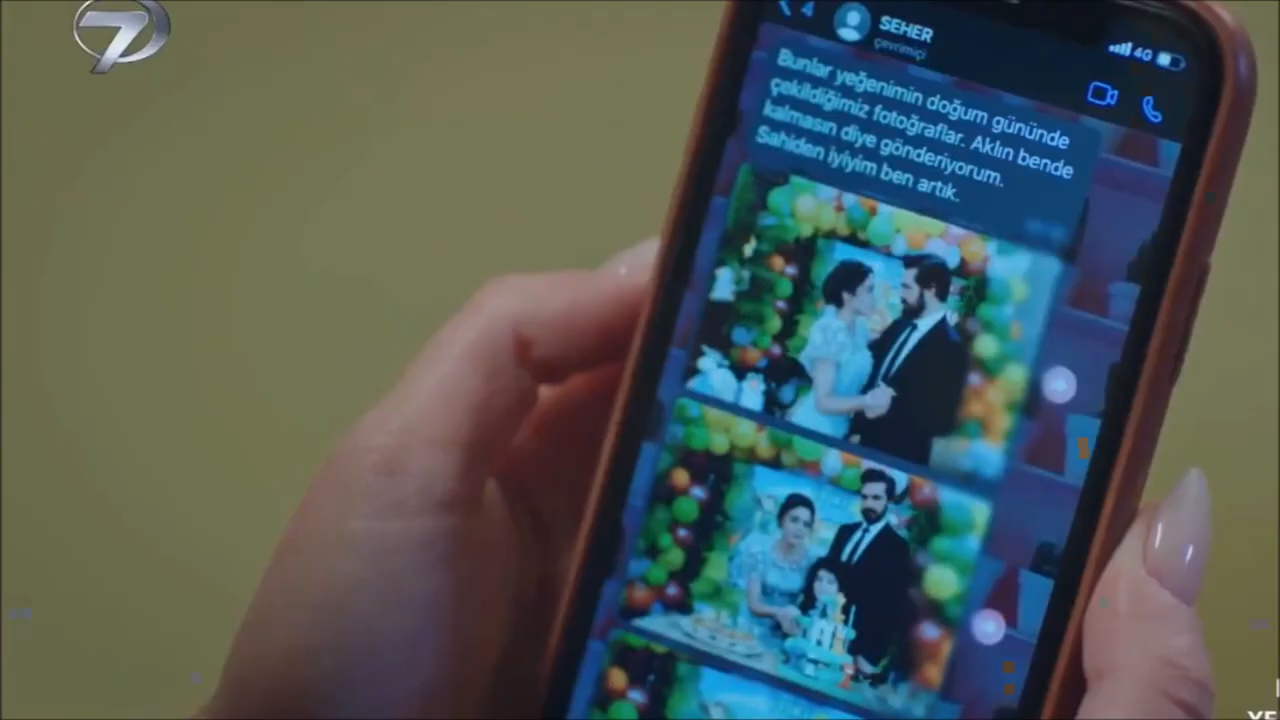 7
4
SEHER
4G
çevrimiçi
Bunlar yeğenimin doğum gününde
çekildiğimiz fotoğraflar. Aklın bende
kalmasın diye gönderiyorum.
Sahiden iyiyim ben artık.